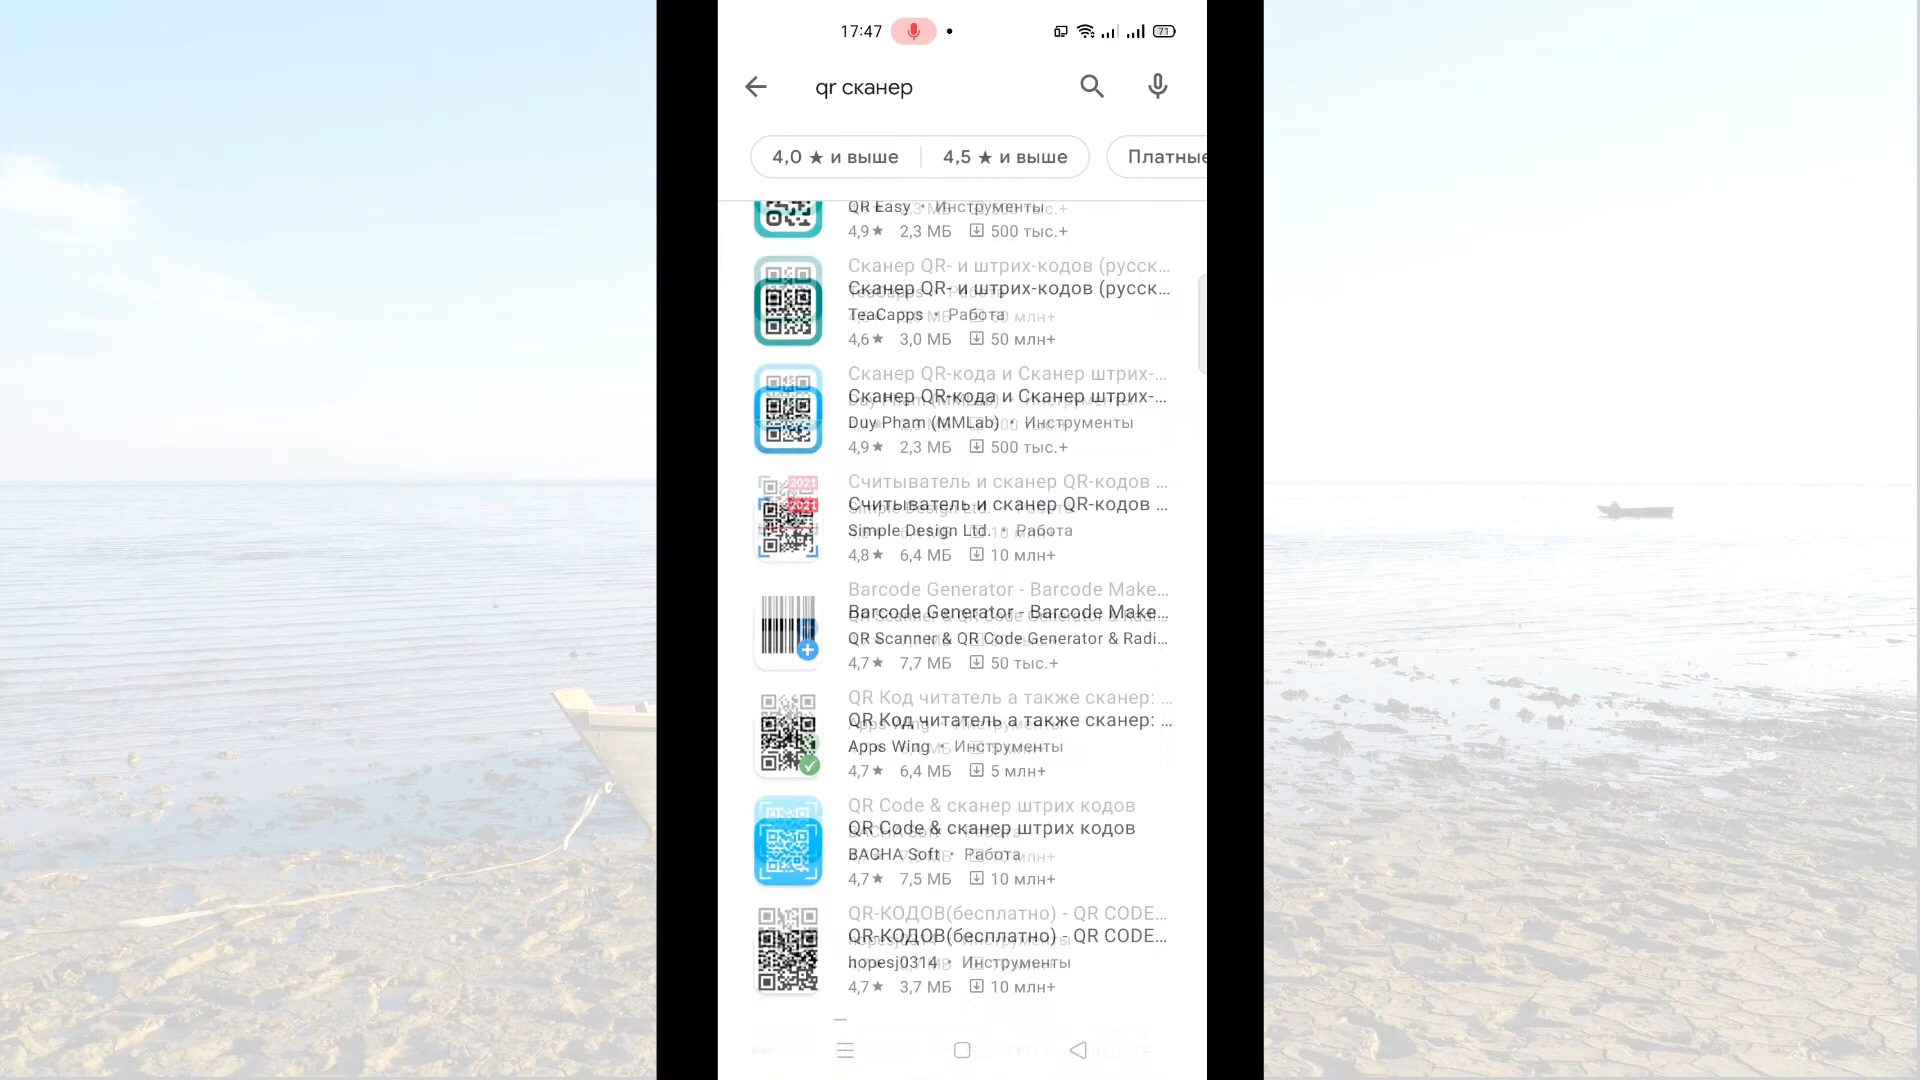 17:47
71
qr сканер
4,0 ★ и выше
4,5 ★ и выше
Платные
QR Easy • Инструменты
4,9★ 2,3 МБ 500 тыс.+
Сканер QR- и штрих-кодов (русск...
TeaCapps • Работа
4,6★ 3,0 МБ 50 млн+
Сканер QR-кода и Сканер штрих-...
Duy Pham (MMLab) • Инструменты
4,9★ 2,3 МБ 500 тыс.+
2021
Считыватель и сканер QR-кодов ...
Simple Design Ltd. • Работа
4,8★ 6,4 МБ 10 млн+
Barcode Generator - Barcode Make...
QR Scanner & QR Code Generator & Radi...
4,7★ 7,7 МБ 50 тыс.+
QR Код читатель а также сканер: ...
Apps Wing • Инструменты
4,7★ 6,4 МБ 5 млн+
QR Code & сканер штрих кодов
BACHA Soft • Работа
4,7★ 7,5 МБ 10 млн+
QR-КОДОВ(бесплатно) - QR CODE...
hopesj0314 • Инструменты
4,7★ 3,7 МБ 10 млн+